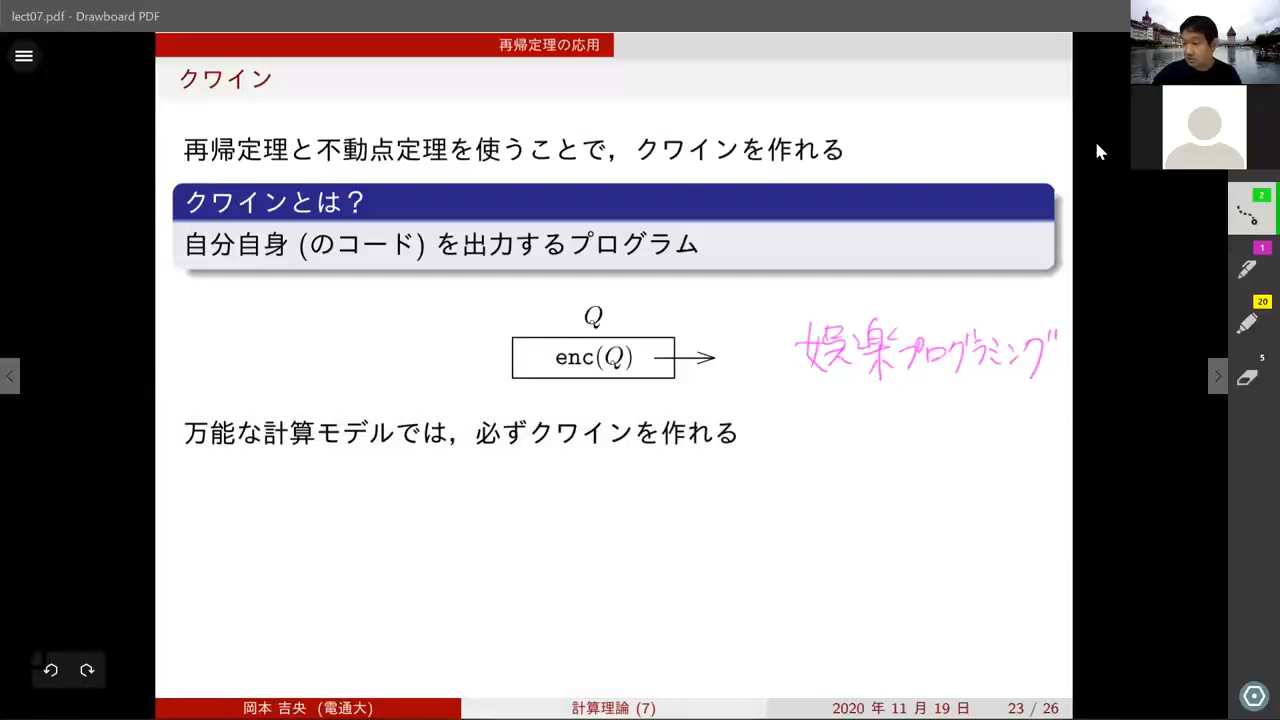 lect07.pdf - Drawboard PDF
再帰定理の応用
クワイン
再帰定理と不動点定理を使うことで，クワインを作れる
クワインとは？
自分自身 (のコード) を出力するプログラム
Q
enc(Q)
娯楽プログラミング
万能な計算モデルでは，必ずクワインを作れる
2
1
20
5
岡本 吉央 (電通大)
計算理論 (7)
2020 年 11 月 19 日
23 / 26